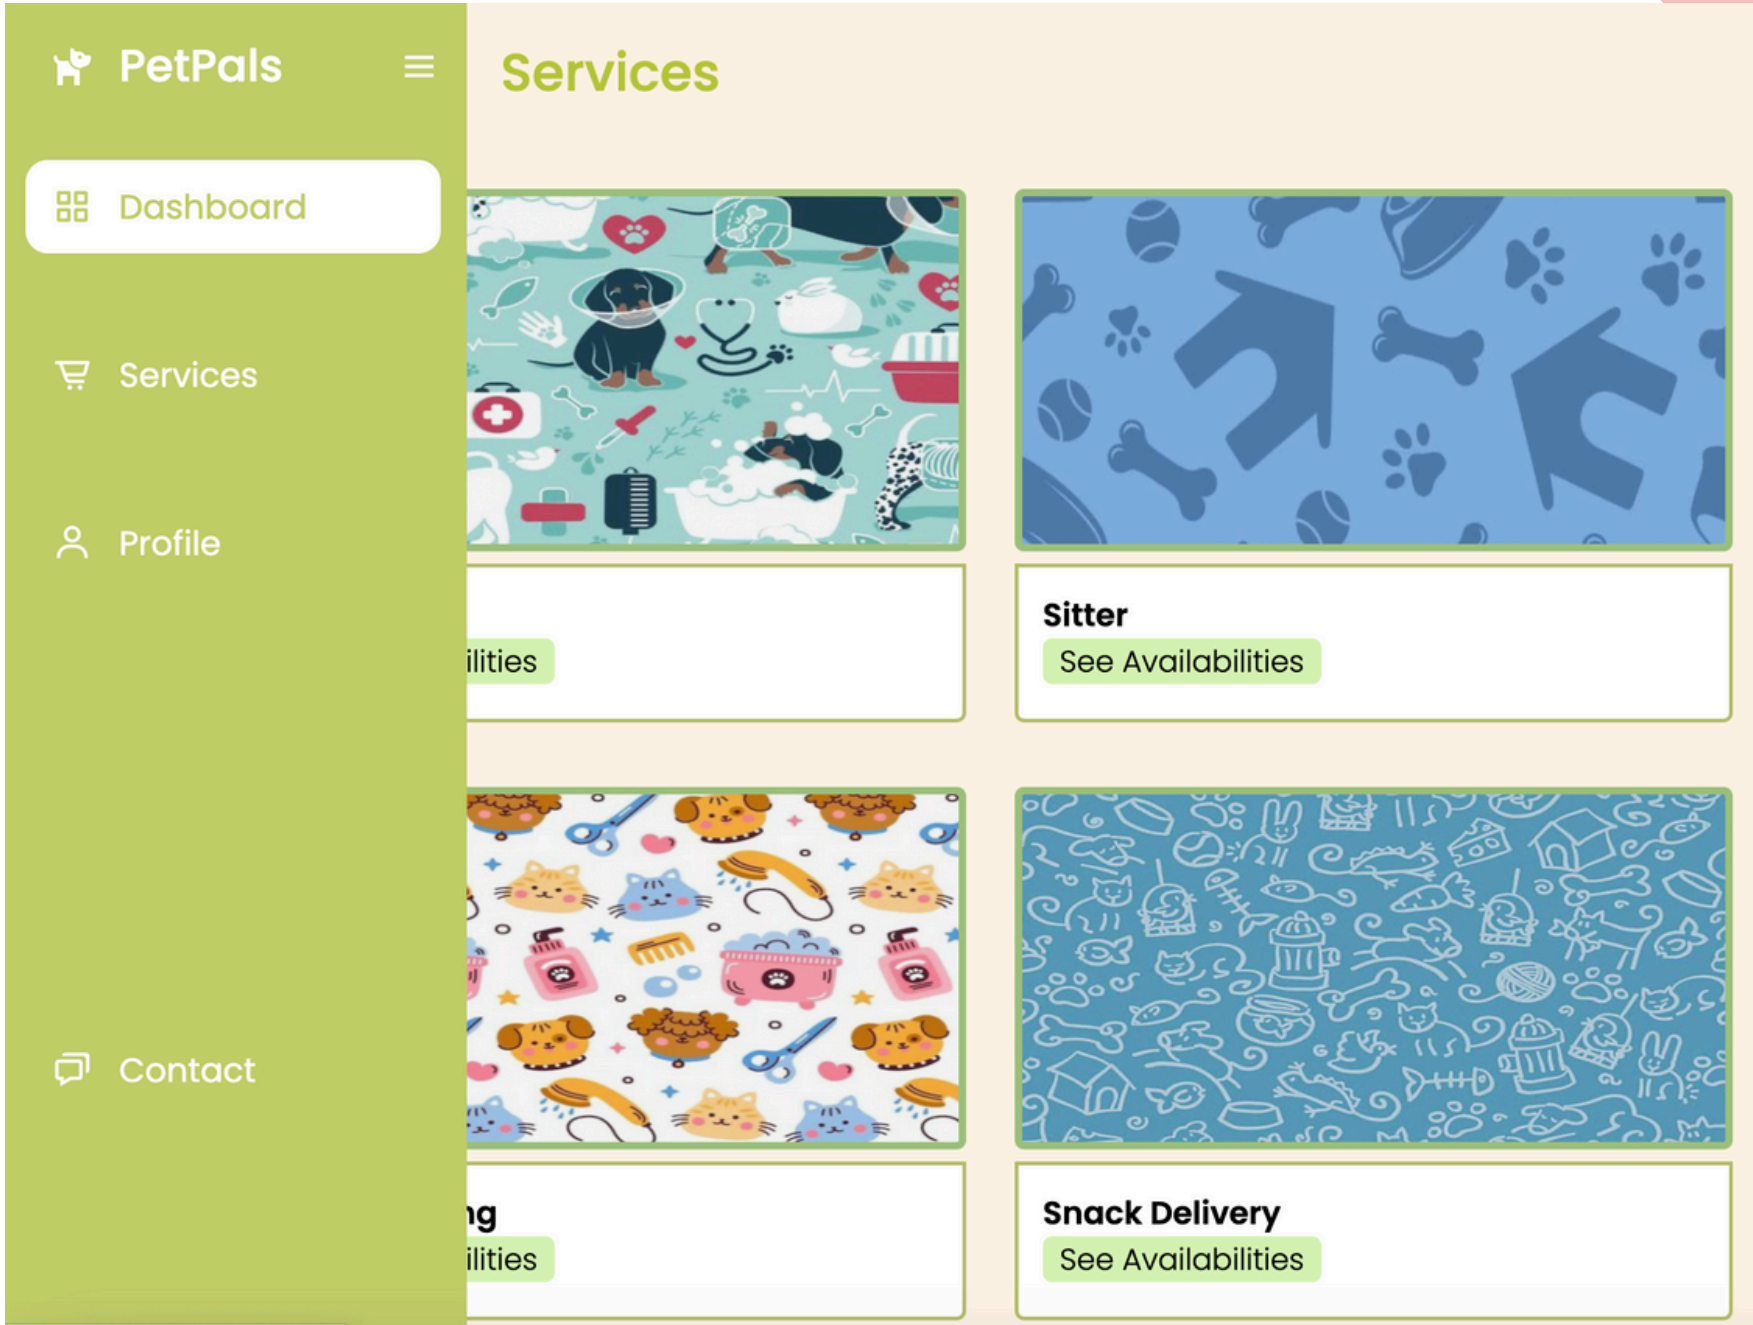 PetPals
Services
Dashboard
Services
Profile
Contact
Sitter
ilities
See Availabilities
ng
Snack Delivery
ilities
See Availabilities